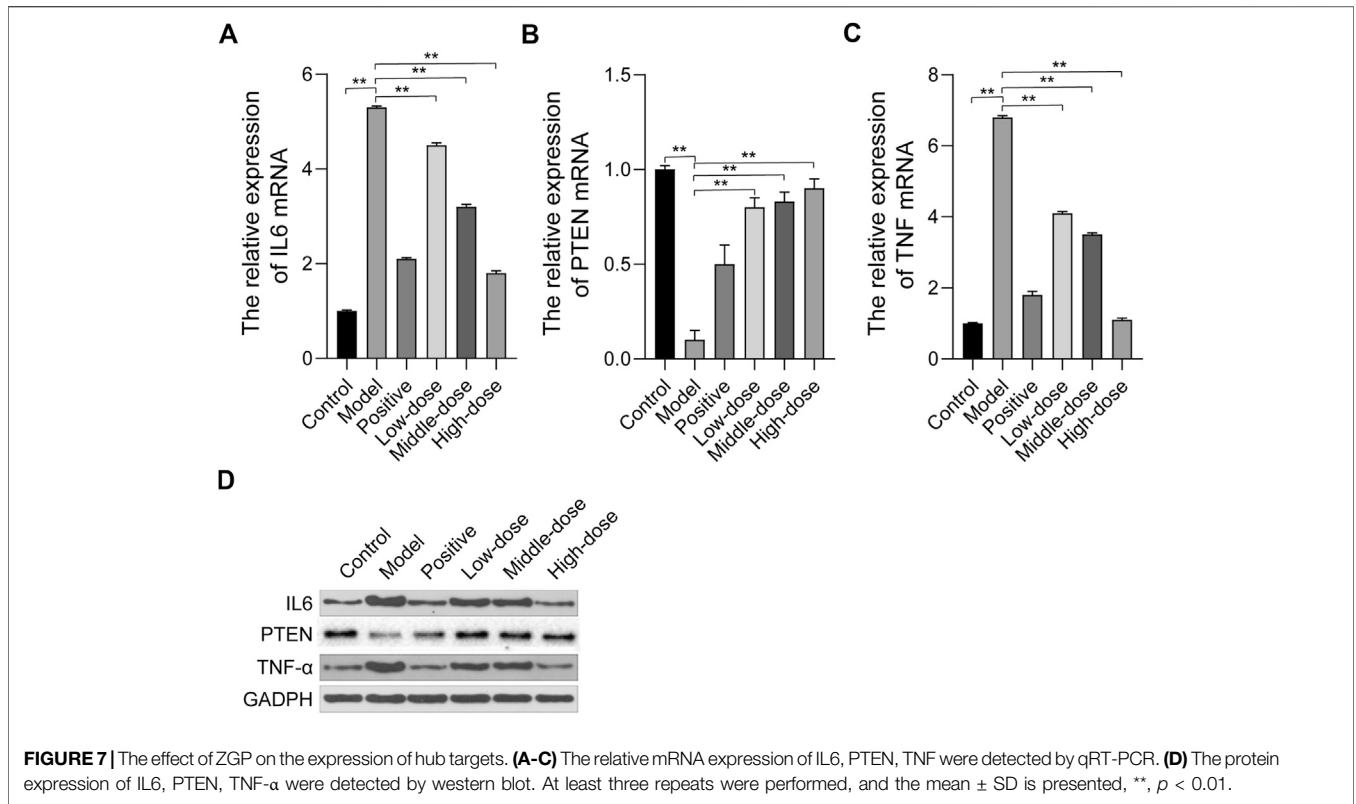 A
The relative expression
of IL6 mRNA
6
4
2
0
**
**
**
**
Control
Model
Positive
Low-dose
Middle-dose
High-dose
B
The relative expression
of PTEN mRNA
1.5
1.0
0.5
0.0
**
**
**
**
Control
Model
Positive
Low-dose
Middle-dose
High-dose
C
The relative expression
of TNF mRNA
8
6
4
2
0
**
**
**
**
Control
Model
Positive
Low-dose
Middle-dose
High-dose
D
Control
Model
Positive
Low-dose
Middle-dose
High-dose
IL6
PTEN
TNF-α
GADPH
FIGURE 7 | The effect of ZGP on the expression of hub targets. (A-C) The relative mRNA expression of IL6, PTEN, TNF were detected by qRT-PCR. (D) The protein
expression of IL6, PTEN, TNF-α were detected by western blot. At least three repeats were performed, and the mean ± SD is presented, **, p < 0.01.